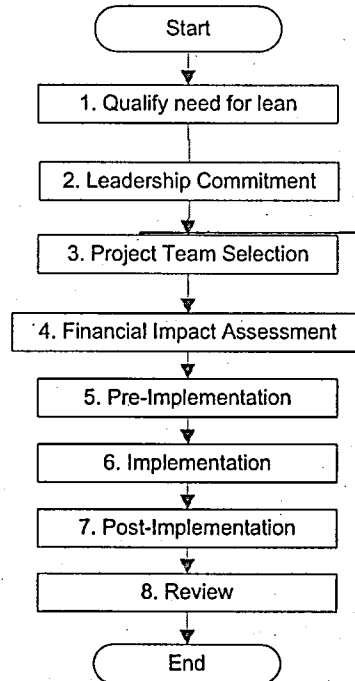 Start
1. Qualify need for lean
2. Leadership Commitment
3. Project Team Selection
4. Financial Impact Assessment
5. Pre-Implementation
6. Implementation
7. Post-Implementation
8. Review
End